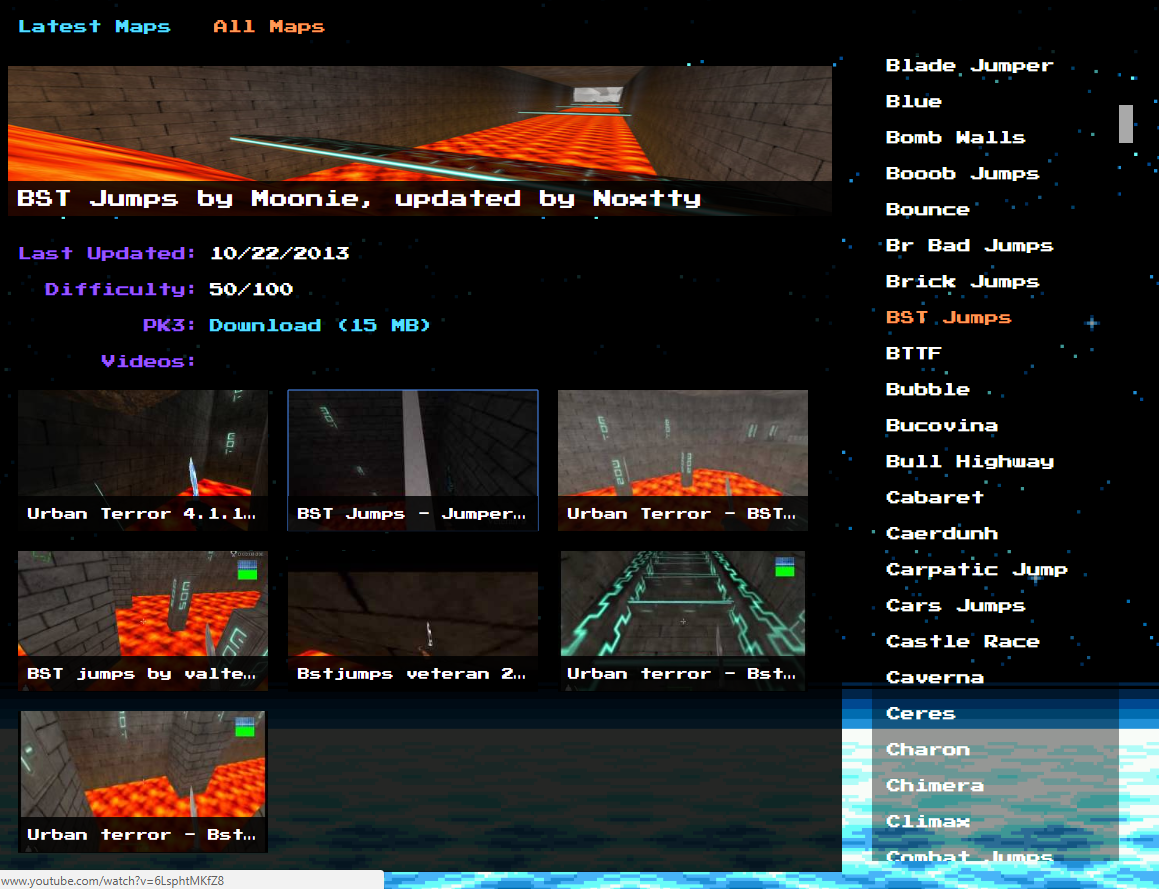 Latest Maps All Maps
BST Jumps by Moonie, updated by Noxtty
Last Updated: 10/22/2013
Difficulty: 50/100
PK3: Download (15 MB)
Videos:
Urban Terror 4.1.1…
BST Jumps - Jumper…
Urban Terror - BST…
BST jumps by valte…
Bstjumps veteran 2…
Urban terror - Bst…
Urban terror - Bst…
Blade Jumper
Blue
Bomb Walls
Booob Jumps
Bounce
Br Bad Jumps
Brick Jumps
BST Jumps
BTTF
Bubble
Bucovina
Bull Highway
Cabaret
Caerdunh
Carpatic Jump
Cars Jumps
Castle Race
Caverna
Ceres
Charon
Chimera
Climax
Combat Jumps
www.youtube.com/watch?v=6LsphtMKfZ8